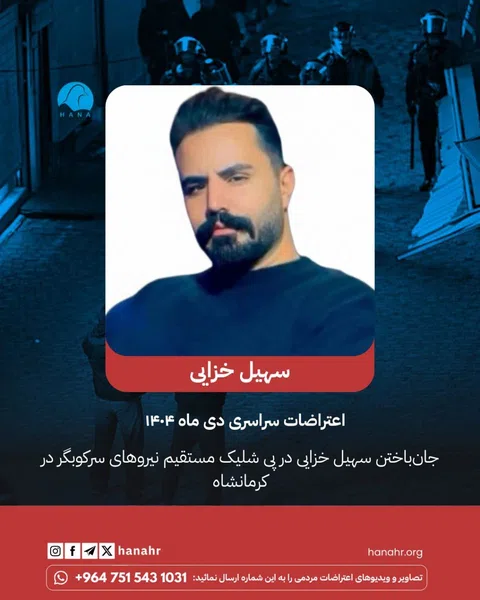 HANA
سهیل خزایی
اعتراضات سراسری دی ماه ۱۴۰۴
جان‌باختن سهیل خزایی در پی شلیک مستقیم نیروهای سرکوبگر در
کرمانشاه
hanahr
hanahr.org
تصاویر و ویدیوهای اعتراضات مردمی را به این شماره ارسال نمائید: +964 751 543 1031